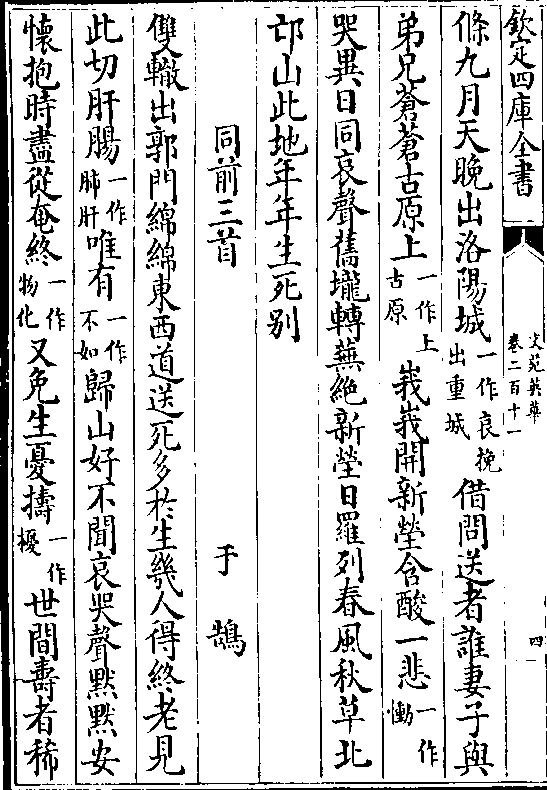 欽定四庫全書
文苑英華
卷二百十一
四
條九月天晚出洛陽城一作哀挽出重城借問送者誰妻子與
弟兄蒼蒼古原上一作上古原峩峩開新塋含酸一悲一作慟
哭異日同哀聲舊壠轉蕪絕新塋日羅列春風秋草北
邙山此地年年生死別
同前三首 于鵠
雙轍出郭門綿綿東西道送死多於生幾人得終老見
此切肝腸一作肺肝唯有一作不如歸山好不聞哀哭聲默默安
懷抱時盡從奄終一作物化又免生憂擣一作擾世間壽者稀